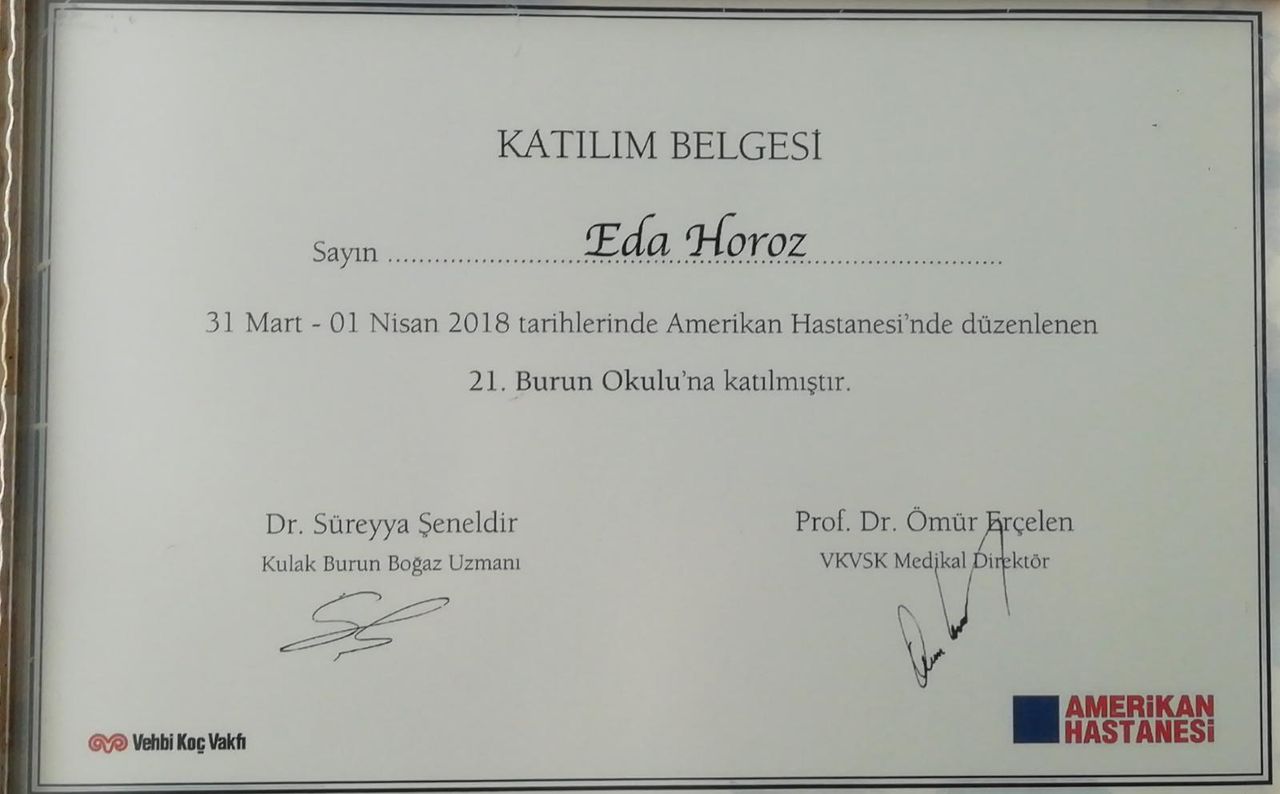 KATILIM BELGESİ
Sayın ........................ Eda Horoz ........................
31 Mart - 01 Nisan 2018 tarihlerinde Amerikan Hastanesi'nde düzenlenen
21. Burun Okulu'na katılmıştır.
Dr. Süreyya Şeneldir
Kulak Burun Boğaz Uzmanı
Prof. Dr. Ömür Erçelen
VKVSK Medikal Direktör
Vehbi Koç Vakfı
AMERİKAN
HASTANESİ